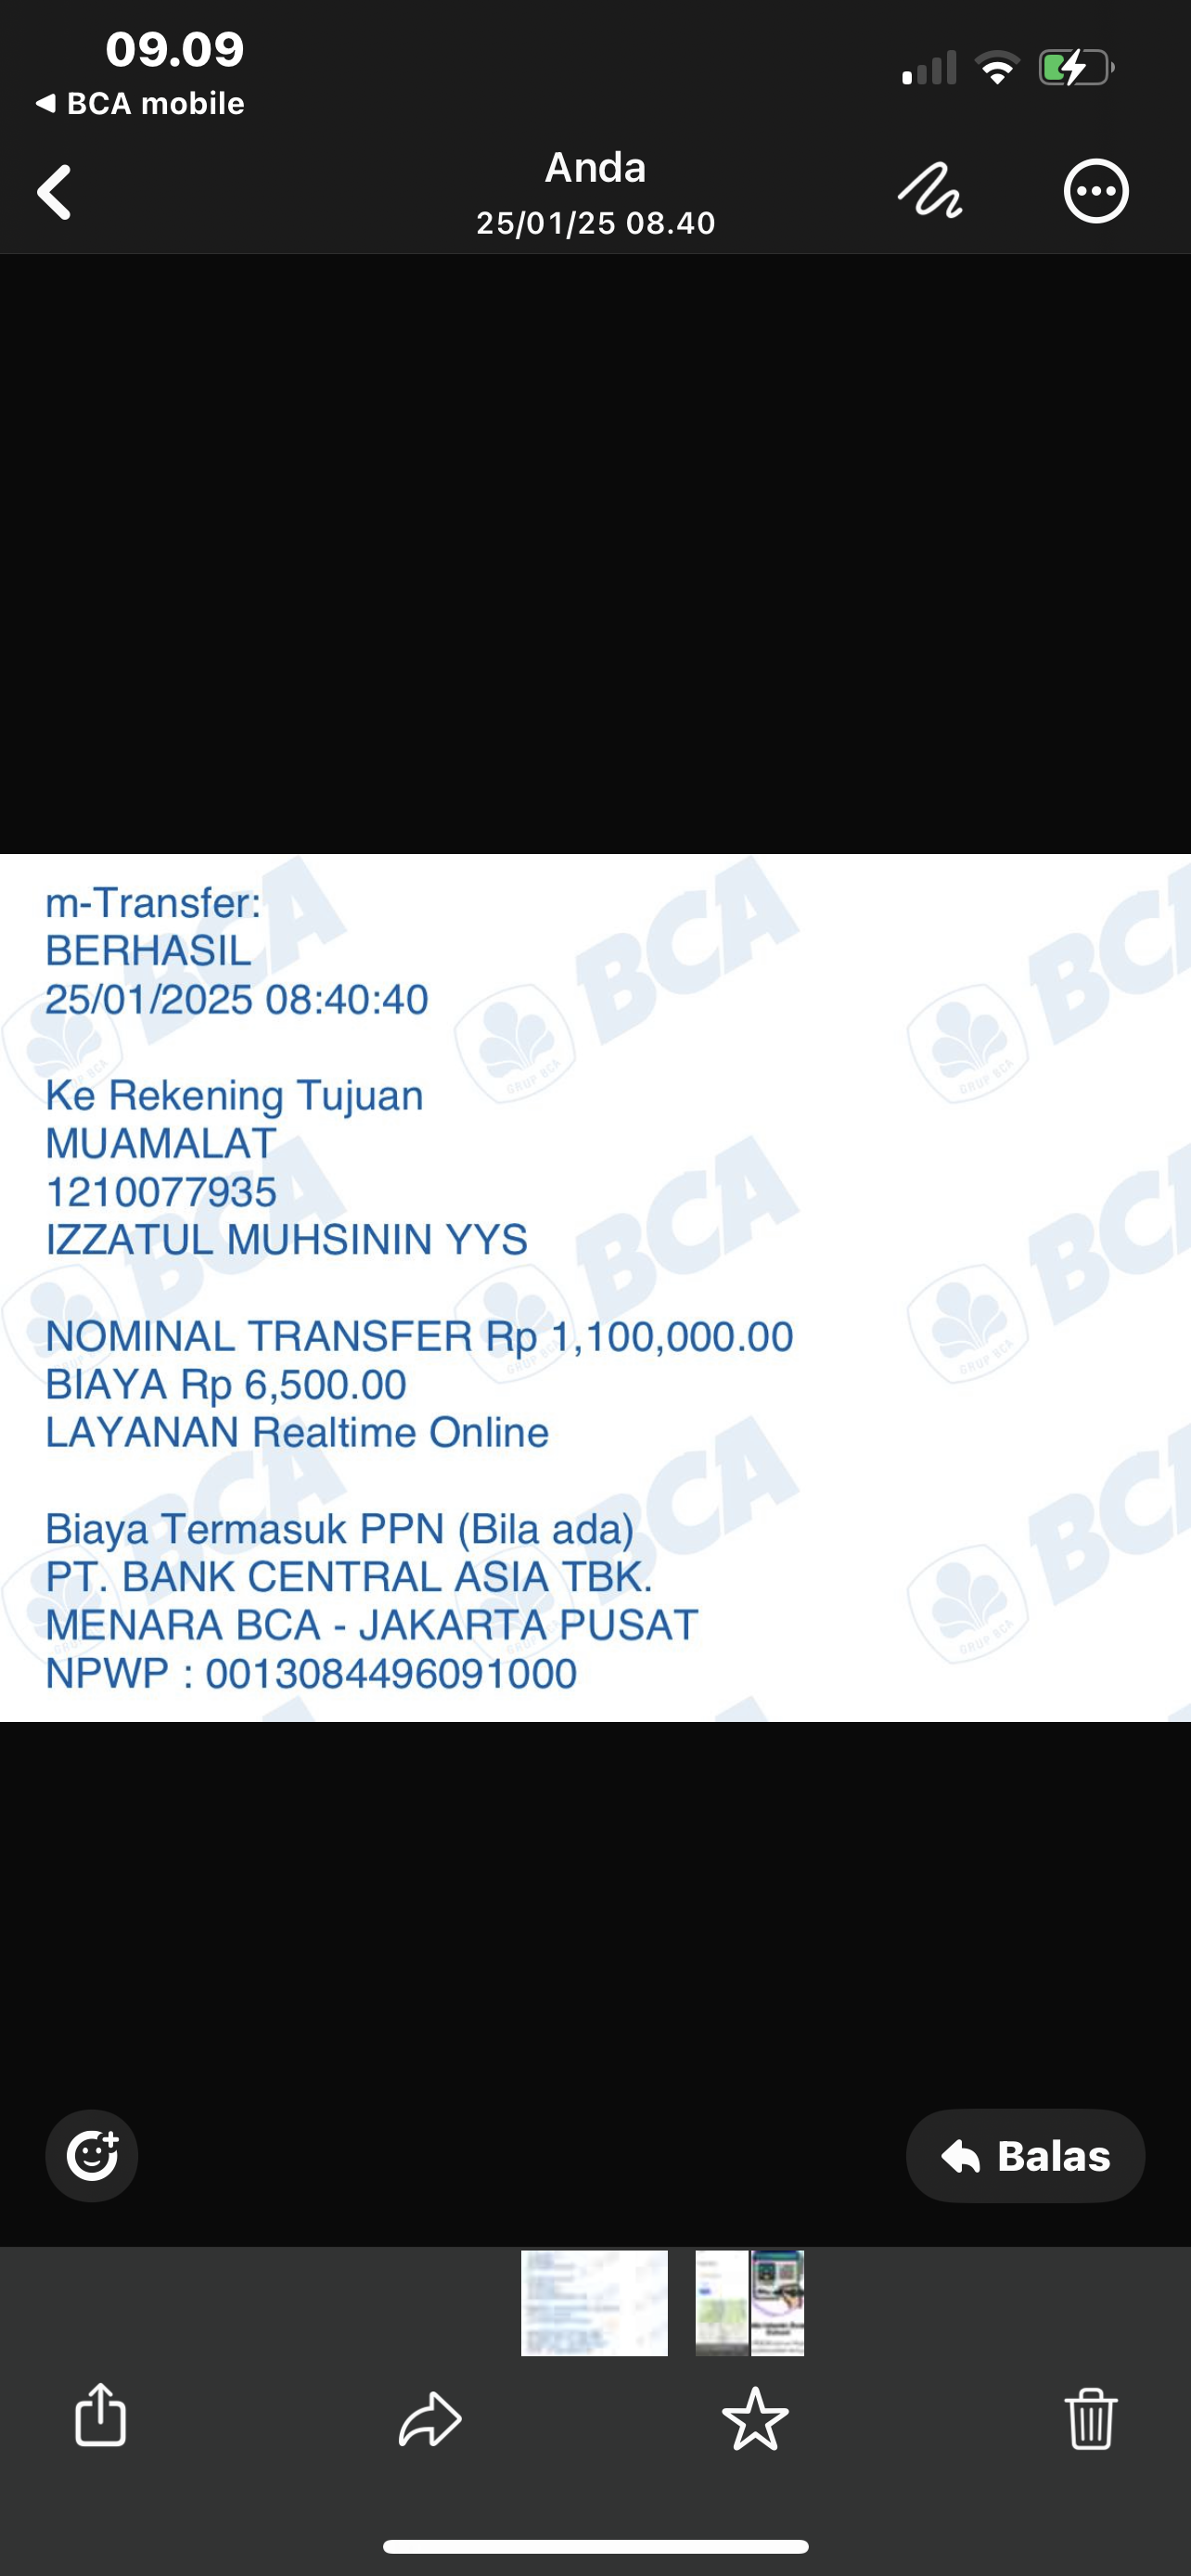 09.09
BCA mobile
Anda
25/01/25 08.40
m-Transfer:
BERHASIL
25/01/2025 08:40:40
Ke Rekening Tujuan
MUAMALAT
1210077935
IZZATUL MUHSININ YYS
NOMINAL TRANSFER Rp 1,100,000.00
BIAYA Rp 6,500.00
LAYANAN Realtime Online
Biaya Termasuk PPN (Bila ada)
PT. BANK CENTRAL ASIA TBK.
MENARA BCA - JAKARTA PUSAT
NPWP : 0013084496091000
BCA
GRUP BCA
Balas